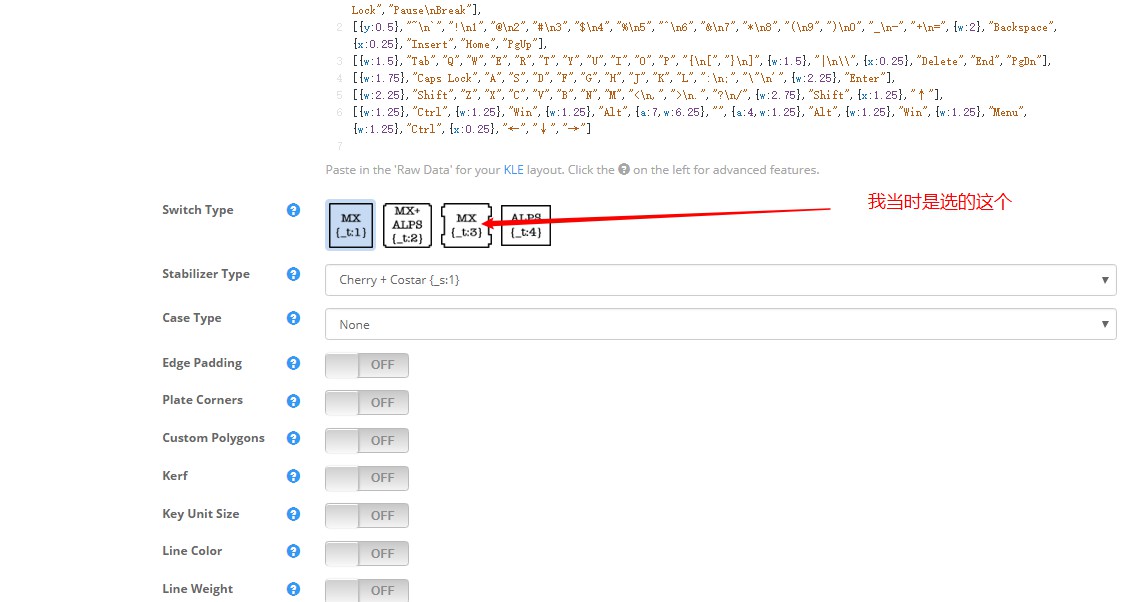 Lock","Pause\nBreak"],
2 [{y:0.5},"~\n`","!\n1","@\n2","#\n3","$\n4","%\n5","^\n6","&\n7","*\n8","(\n9",")\n0","_\n-","+\n=",{w:2},"Backspace",
{x:0.25},"Insert","Home","PgUp"],
3 [{w:1.5},"Tab","Q","W","E","R","T","Y","U","I","O","P","{\n[","}\n]",{w:1.5},"|\n\\",{x:0.25},"Delete","End","PgDn"],
4 [{w:1.75},"Caps Lock","A","S","D","F","G","H","J","K","L",":\n;","\"\n'",{w:2.25},"Enter"],
5 [{w:2.25},"Shift","Z","X","C","V","B","N","M","<\n,",">\n.","?\n/",{w:2.75},"Shift",{x:1.25},"↑"],
6 [{w:1.25},"Ctrl",{w:1.25},"Win",{w:1.25},"Alt",{a:7,w:6.25},"",{a:4,w:1.25},"Alt",{w:1.25},"Win",{w:1.25},"Menu",
{w:1.25},"Ctrl",{x:0.25},"←","↓","→"]
7
Paste in the 'Raw Data' for your KLE layout. Click the ? on the left for advanced features.
Switch Type ?
MX
{_t:1}
MX+
ALPS
{_t:2}
MX
{_t:3}
ALPS
{_t:4}
我当时是选的这个
Stabilizer Type ? Cherry + Costar {_s:1}
Case Type ? None
Edge Padding ? OFF
Plate Corners ? OFF
Custom Polygons ? OFF
Kerf ? OFF
Key Unit Size ? OFF
Line Color ? OFF
Line Weight ? OFF